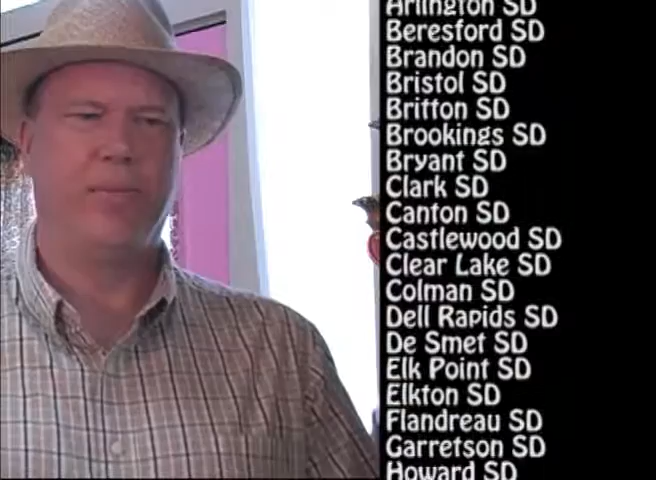 Arlington SD
Beresford SD
Brandon SD
Bristol SD
Britton SD
Brookings SD
Bryant SD
Clark SD
Canton SD
Castlewood SD
Clear Lake SD
Colman SD
Dell Rapids SD
De Smet SD
Elk Point SD
Elkton SD
Flandreau SD
Garretson SD
Howard SD